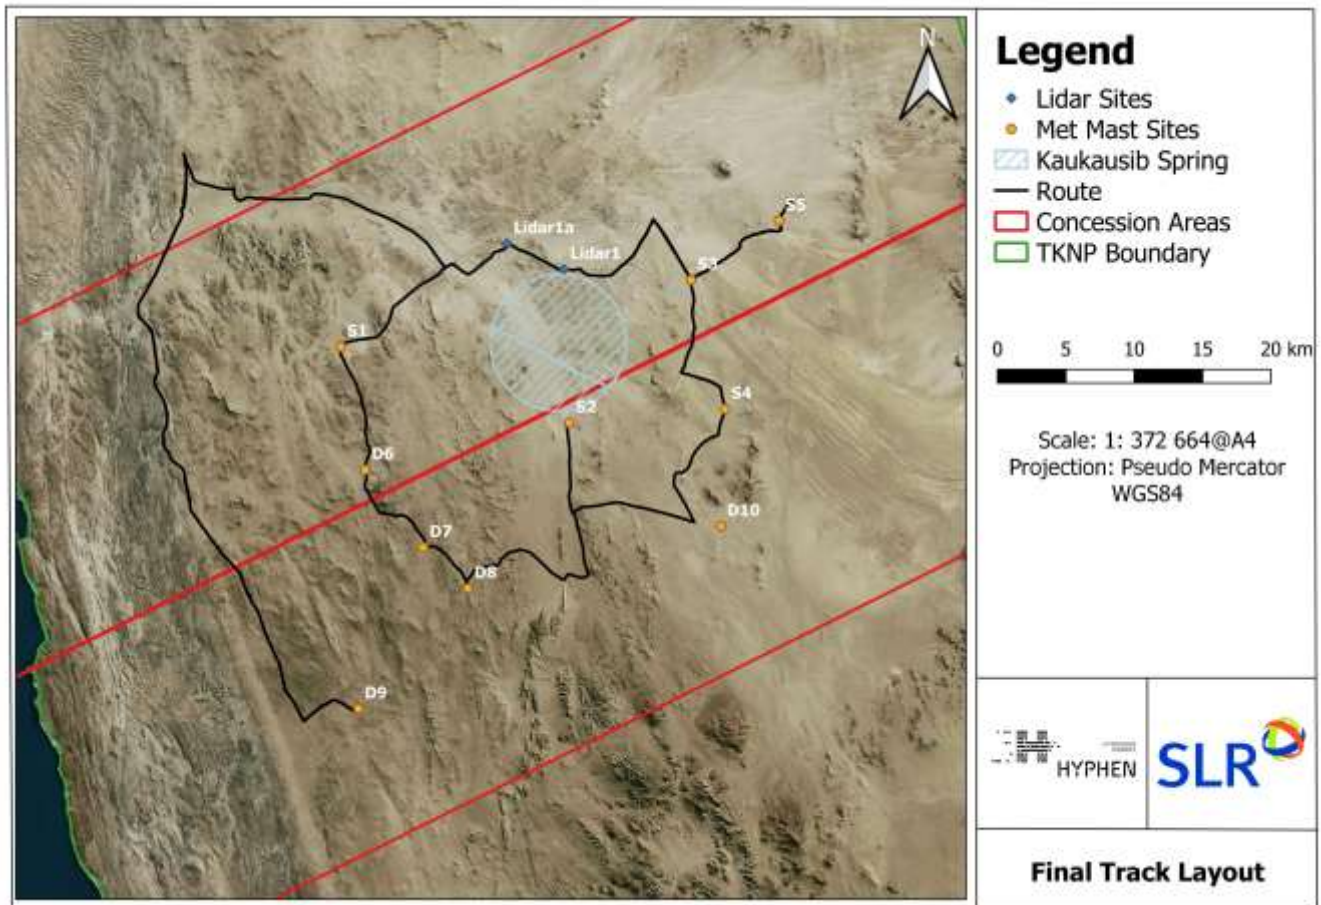 N
Lidar1a
Lidar1
S5
S3
S1
S4
S2
D6
D10
D7
D8
D9
Legend
Lidar Sites
Met Mast Sites
Kaukausib Spring
Route
Concession Areas
TKNP Boundary
0 5 10 15 20 km
Scale: 1: 372 664@A4
Projection: Pseudo Mercator
WGS84
HYPHEN
SLR
Final Track Layout